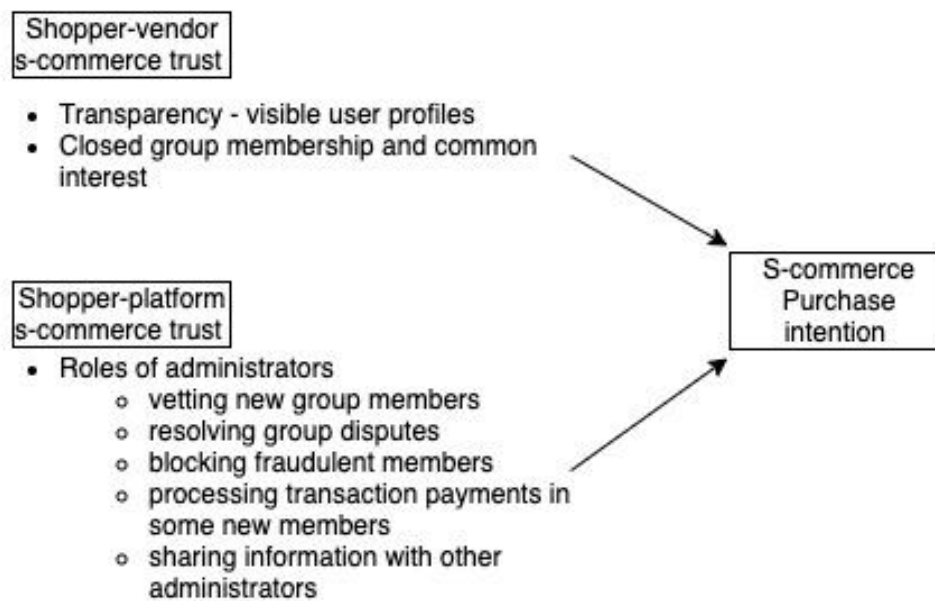 Shopper-vendor
s-commerce trust
• Transparency - visible user profiles
• Closed group membership and common
interest
S-commerce
Purchase
intention
Shopper-platform
s-commerce trust
• Roles of administrators
○ vetting new group members
○ resolving group disputes
○ blocking fraudulent members
○ processing transaction payments in
some new members
○ sharing information with other
administrators